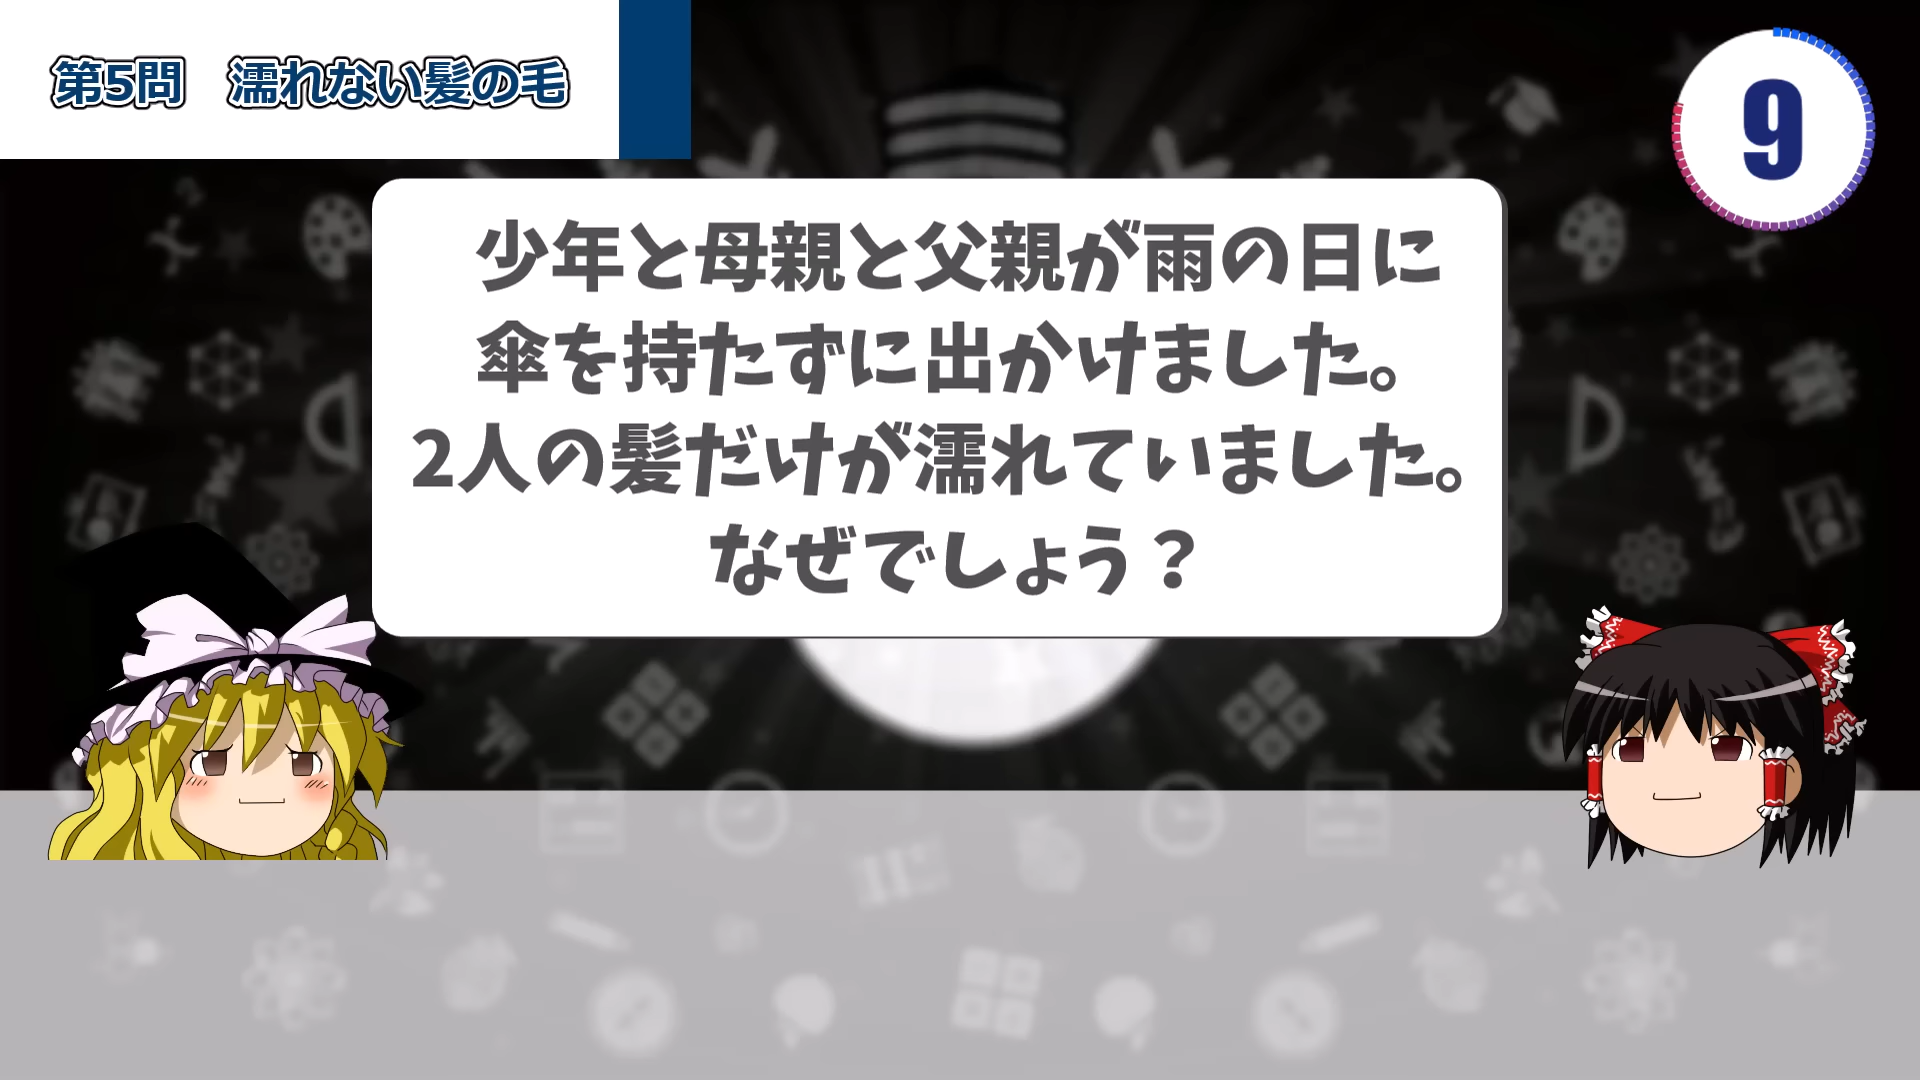 第5問　濡れない髪の毛
9
少年と母親と父親が雨の日に
傘を持たずに出かけました。
2人の髪だけが濡れていました。
なぜでしょう？